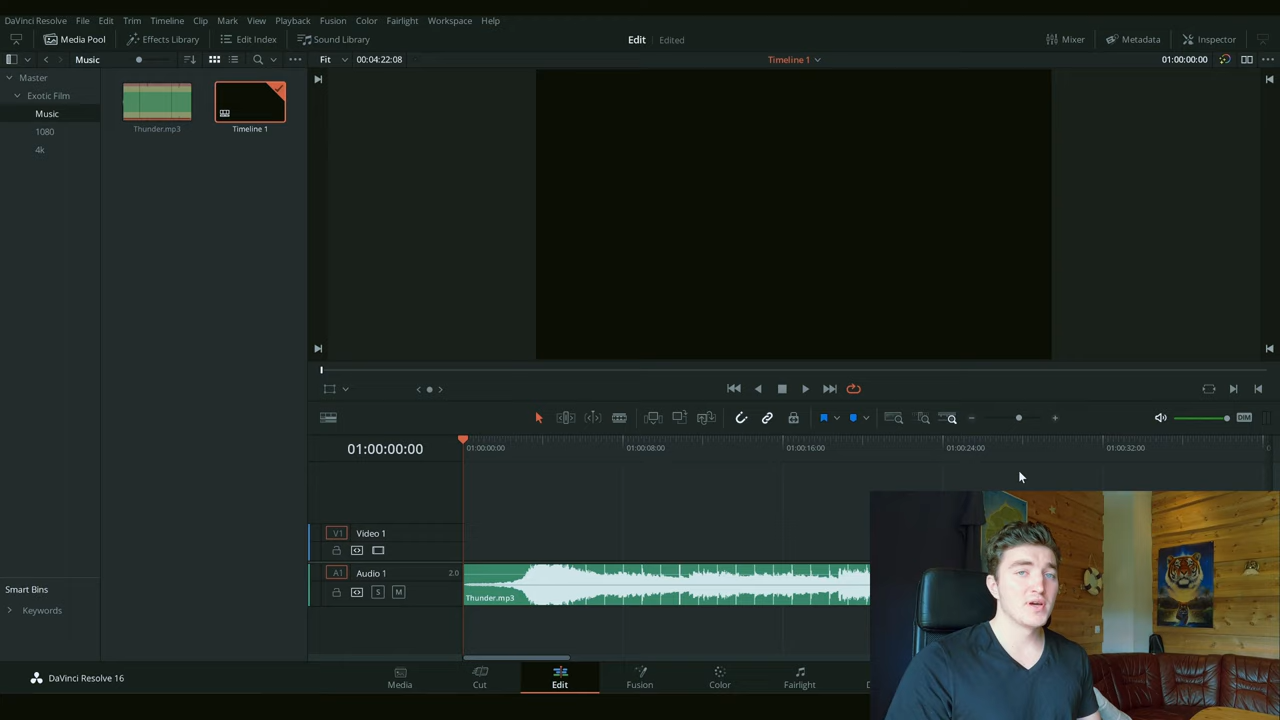 DaVinci Resolve File Edit Trim Timeline Clip Mark View Playback Fusion Color Fairlight Workspace Help
Media Pool Effects Library Edit Index Sound Library Edit Edited Mixer Metadata Inspector
Music Fit 00:04:22:08 Timeline 1 01:00:00:00
Master
Exotic Film
Music
1080
4k
Thunder.mp3 Timeline 1
DIM
01:00:00:00 01:00:00:00 01:00:08:00 01:00:16:00 01:00:24:00 01:00:32:00
V1 Video 1
A1 Audio 1 2.0
S M
Thunder.mp3
Smart Bins
Keywords
DaVinci Resolve 16 Media Cut Edit Fusion Color Fairlight